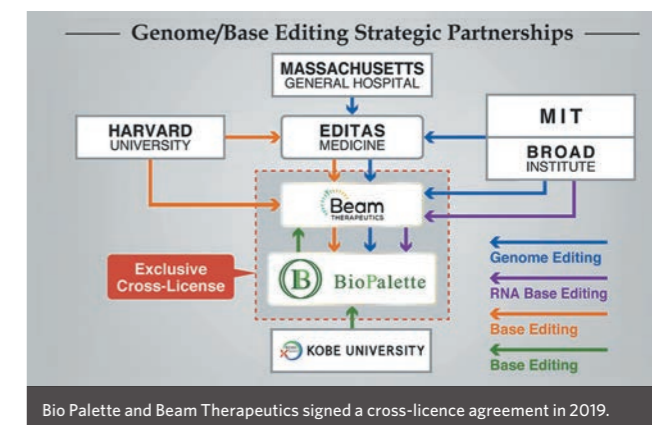 Genome/Base Editing Strategic Partnerships
MASSACHUSETTS
GENERAL HOSPITAL
HARVARD
UNIVERSITY
EDITAS
MEDICINE
MIT
BROAD
INSTITUTE
Beam
THERAPEUTICS
Exclusive
Cross-License
B BioPalette
KOBE UNIVERSITY
Genome Editing
RNA Base Editing
Base Editing
Base Editing
Bio Palette and Beam Therapeutics signed a cross-licence agreement in 2019.